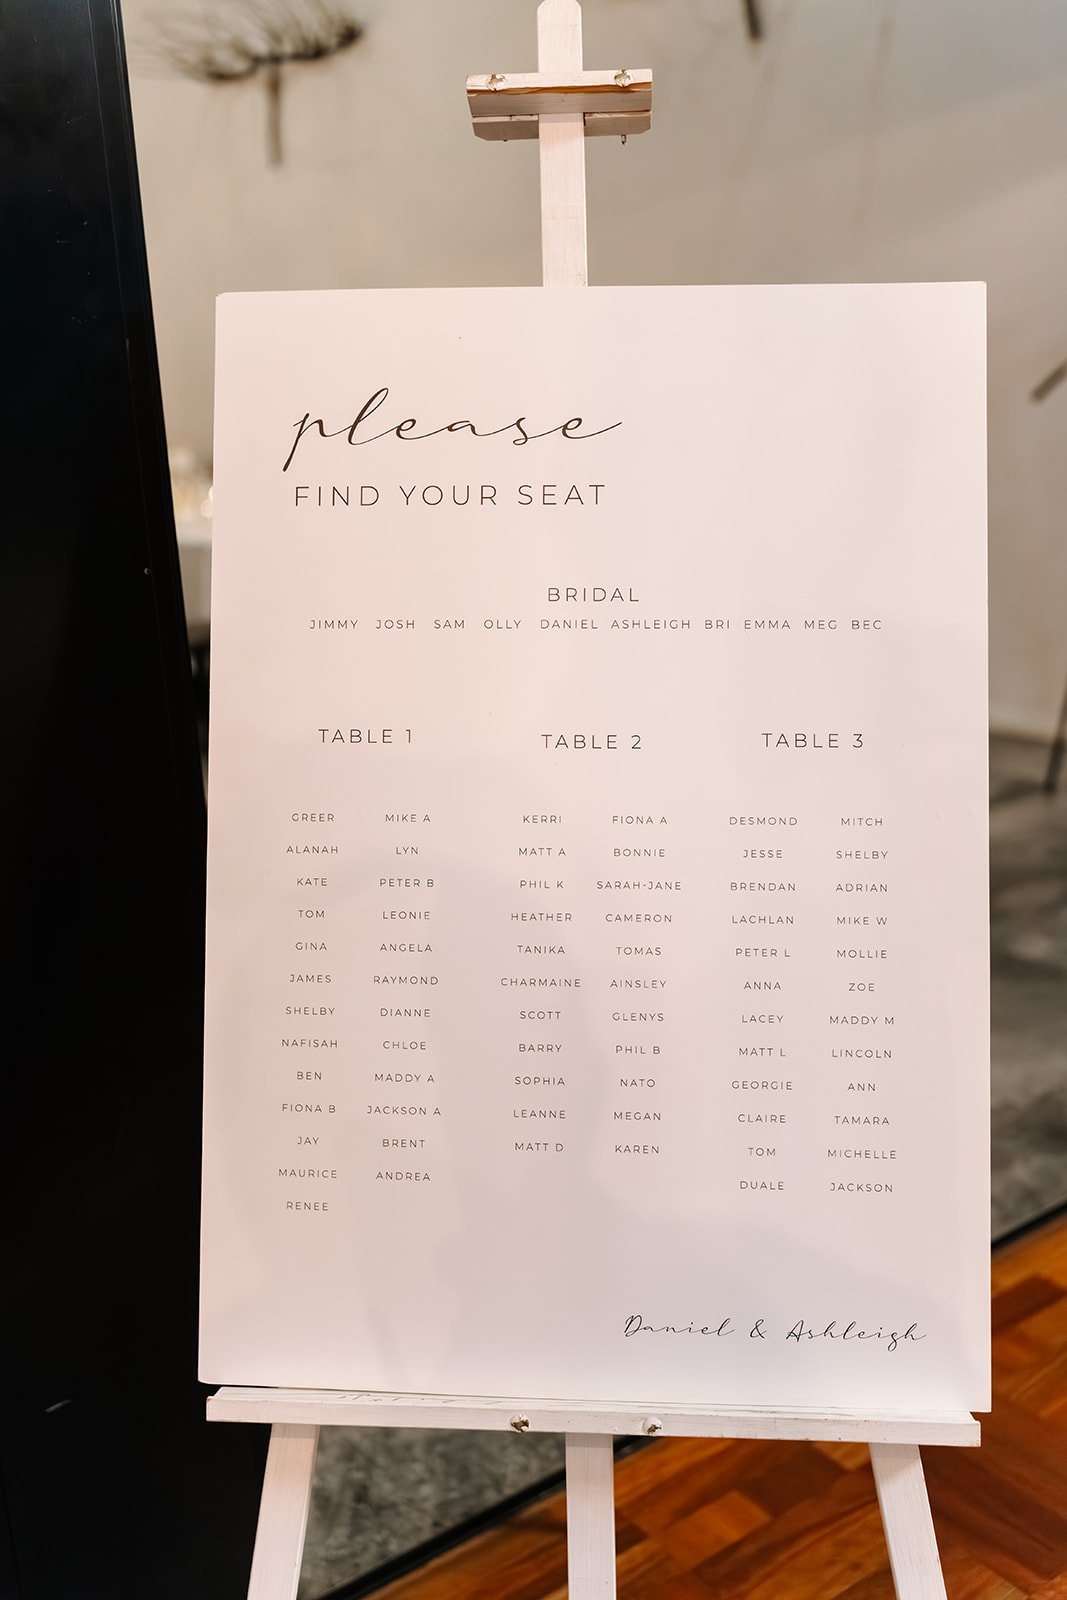 please
FIND YOUR SEAT
BRIDAL
JIMMY JOSH SAM OLLY DANIEL ASHLEIGH BRI EMMA MEG BEC
TABLE 1
GREER MIKE A
ALANAH LYN
KATE PETER B
TOM LEONIE
GINA ANGELA
JAMES RAYMOND
SHELBY DIANNE
NAFISAH CHLOE
BEN MADDY A
FIONA B JACKSON A
JAY BRENT
MAURICE ANDREA
RENEE
TABLE 2
KERRI FIONA A
MATT A BONNIE
PHIL K SARAH-JANE
HEATHER CAMERON
TANIKA TOMAS
CHARMAINE AINSLEY
SCOTT GLENYS
BARRY PHIL B
SOPHIA NATO
LEANNE MEGAN
MATT D KAREN
TABLE 3
DESMOND MITCH
JESSE SHELBY
BRENDAN ADRIAN
LACHLAN MIKE W
PETER L MOLLIE
ANNA ZOE
LACEY MADDY M
MATT L LINCOLN
GEORGIE ANN
CLAIRE TAMARA
TOM MICHELLE
DUALE JACKSON
Daniel & Ashleigh